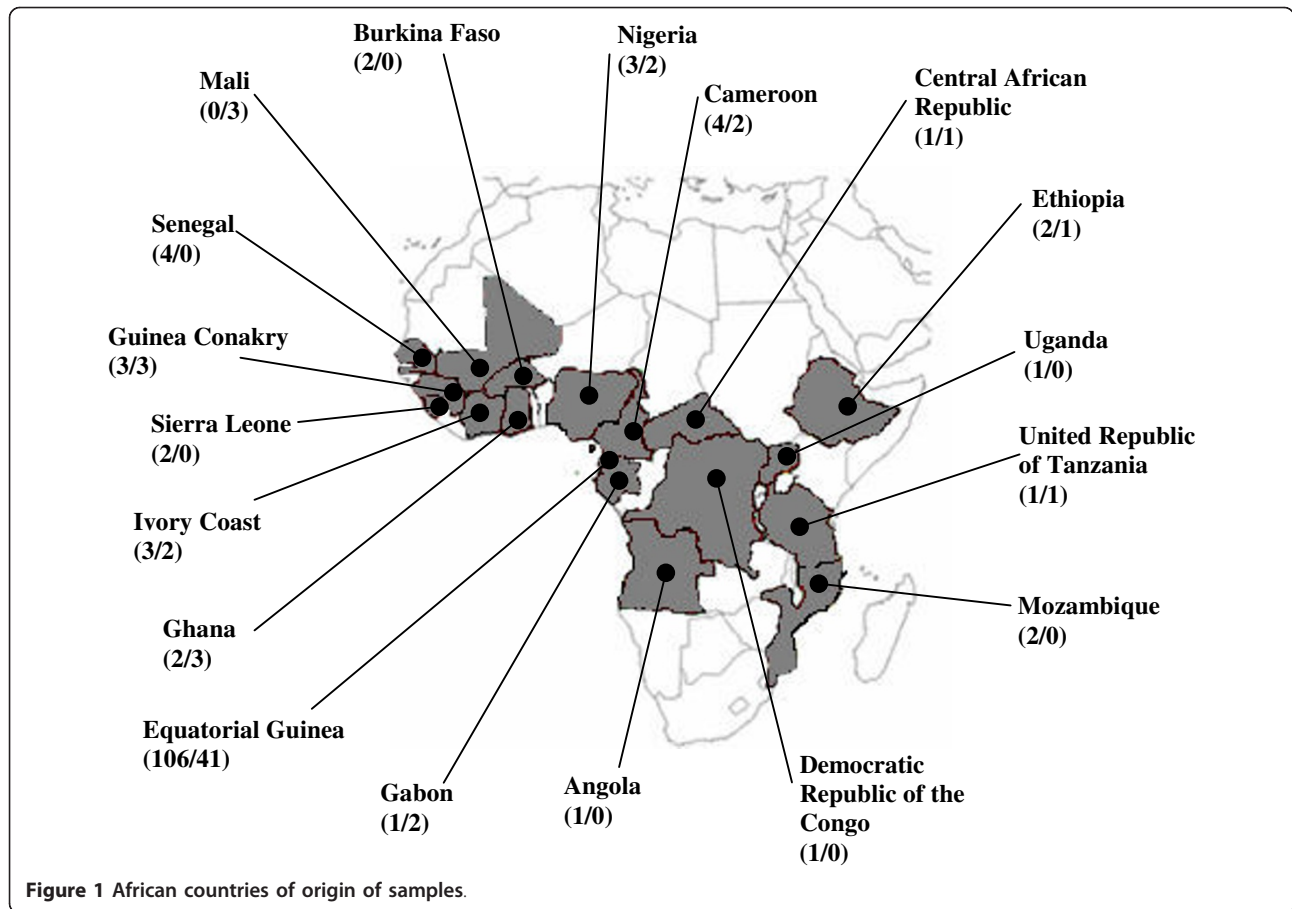 Burkina Faso
(2/0)
Nigeria
(3/2)
Mali
(0/3)
Cameroon
(4/2)
Central African
Republic
(1/1)
Senegal
(4/0)
Ethiopia
(2/1)
Guinea Conakry
(3/3)
Uganda
(1/0)
Sierra Leone
(2/0)
United Republic
of Tanzania
(1/1)
Ivory Coast
(3/2)
Mozambique
(2/0)
Ghana
(2/3)
Equatorial Guinea
(106/41)
Gabon
(1/2)
Angola
(1/0)
Democratic
Republic of the
Congo
(1/0)
Figure 1 African countries of origin of samples.